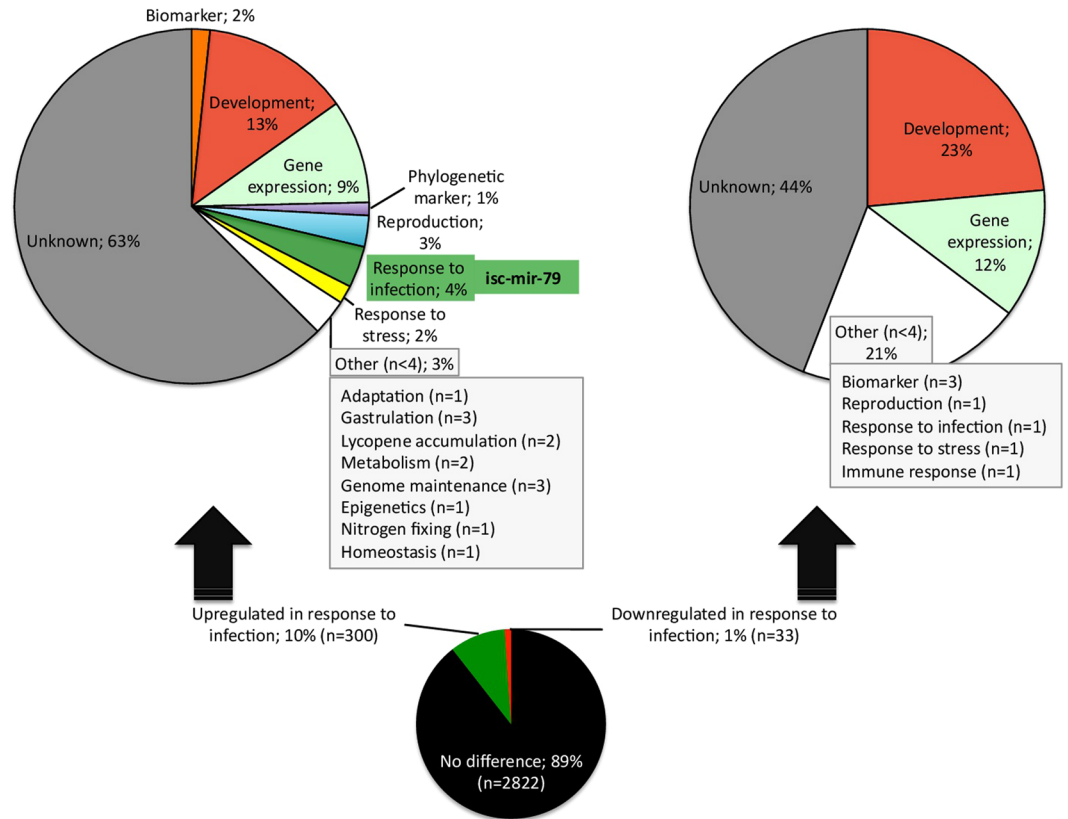 Biomarker; 2%
Development;
13%
Gene
expression; 9%
Phylogenetic
marker; 1%
Reproduction;
3%
Response to
infection; 4%
isc-mir-79
Response to
stress; 2%
Other (n<4); 3%
Unknown; 63%
Adaptation (n=1)
Gastrulation (n=3)
Lycopene accumulation (n=2)
Metabolism (n=2)
Genome maintenance (n=3)
Epigenetics (n=1)
Nitrogen fixing (n=1)
Homeostasis (n=1)
Development;
23%
Unknown; 44%
Gene
expression;
12%
Other (n<4);
21%
Biomarker (n=3)
Reproduction (n=1)
Response to infection (n=1)
Response to stress (n=1)
Immune response (n=1)
Upregulated in response to
infection; 10% (n=300)
Downregulated in response to
infection; 1% (n=33)
No difference; 89%
(n=2822)